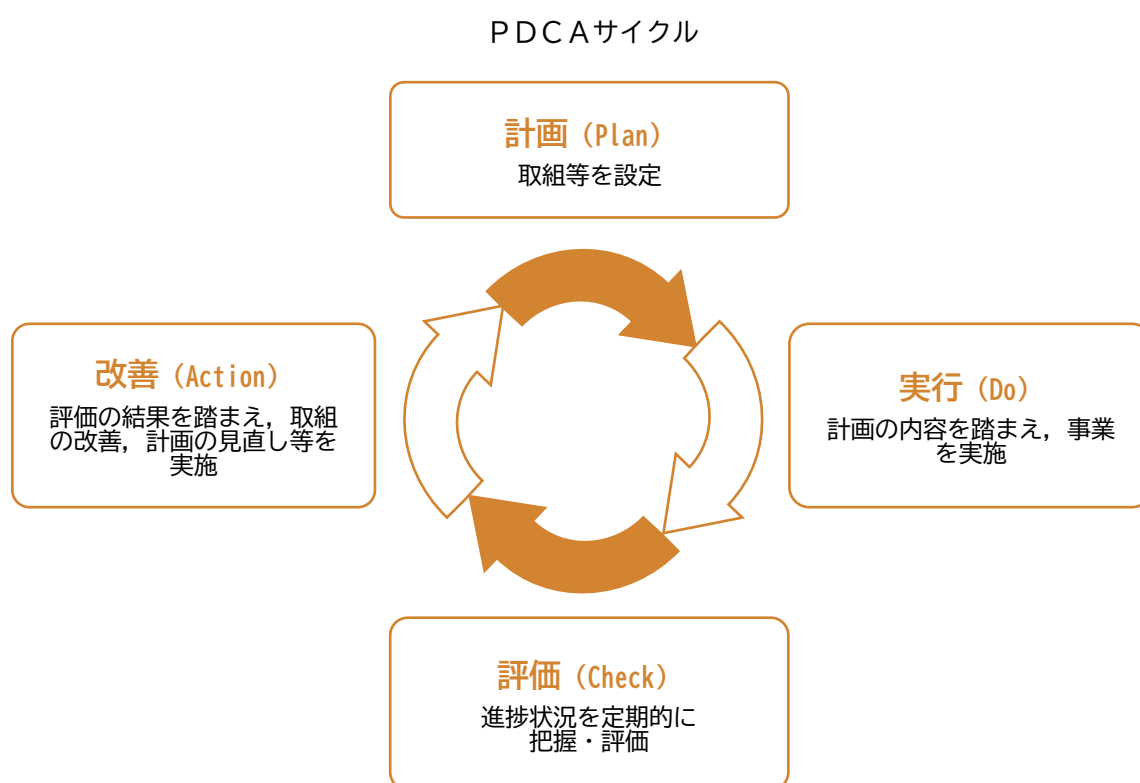 ＰＤＣＡサイクル
計画（Plan）
取組等を設定
実行（Do）
計画の内容を踏まえ，事業
を実施
評価（Check）
進捗状況を定期的に
把握・評価
改善（Action）
評価の結果を踏まえ，取組
の改善，計画の見直し等を
実施